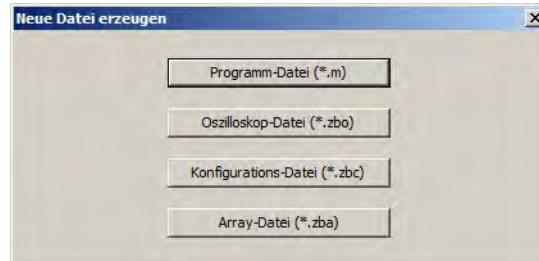 Neue Datei erzeugen
Programm-Datei (*.m)
Oszilloskop-Datei (*.zbo)
Konfigurations-Datei (*.zbc)
Array-Datei (*.zba)